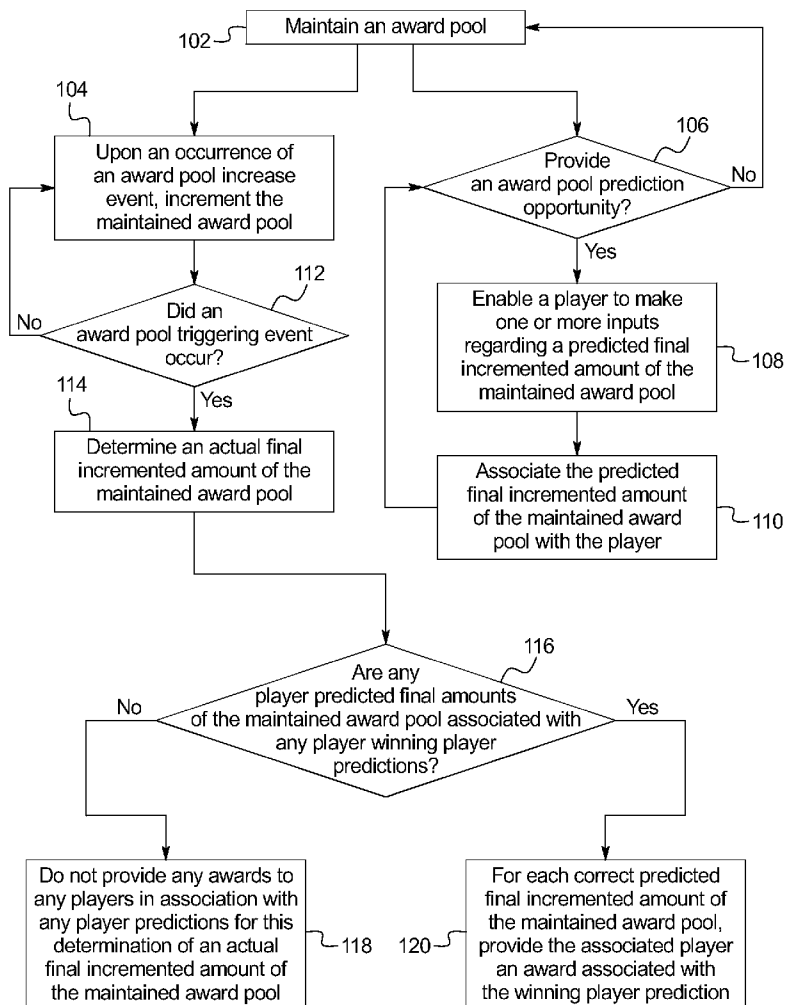 Maintain an award pool
102
104
Upon an occurrence of
an award pool increase
event, increment the
maintained award pool
106
Provide
an award pool prediction
opportunity?
No
Yes
112
Did an
award pool triggering event
occur?
No
Yes
Enable a player to make
one or more inputs
regarding a predicted final
incremented amount of the
maintained award pool
108
114
Determine an actual final
incremented amount of the
maintained award pool
Associate the predicted
final incremented amount
of the maintained award
pool with the player
110
116
Are any
player predicted final amounts
of the maintained award pool associated with
any player winning player
predictions?
No
Yes
Do not provide any awards to
any players in association with
any player predictions for this
determination of an actual
final incremented amount of
the maintained award pool
118
For each correct predicted
final incremented amount of
the maintained award pool,
provide the associated player
an award associated with
the winning player prediction
120